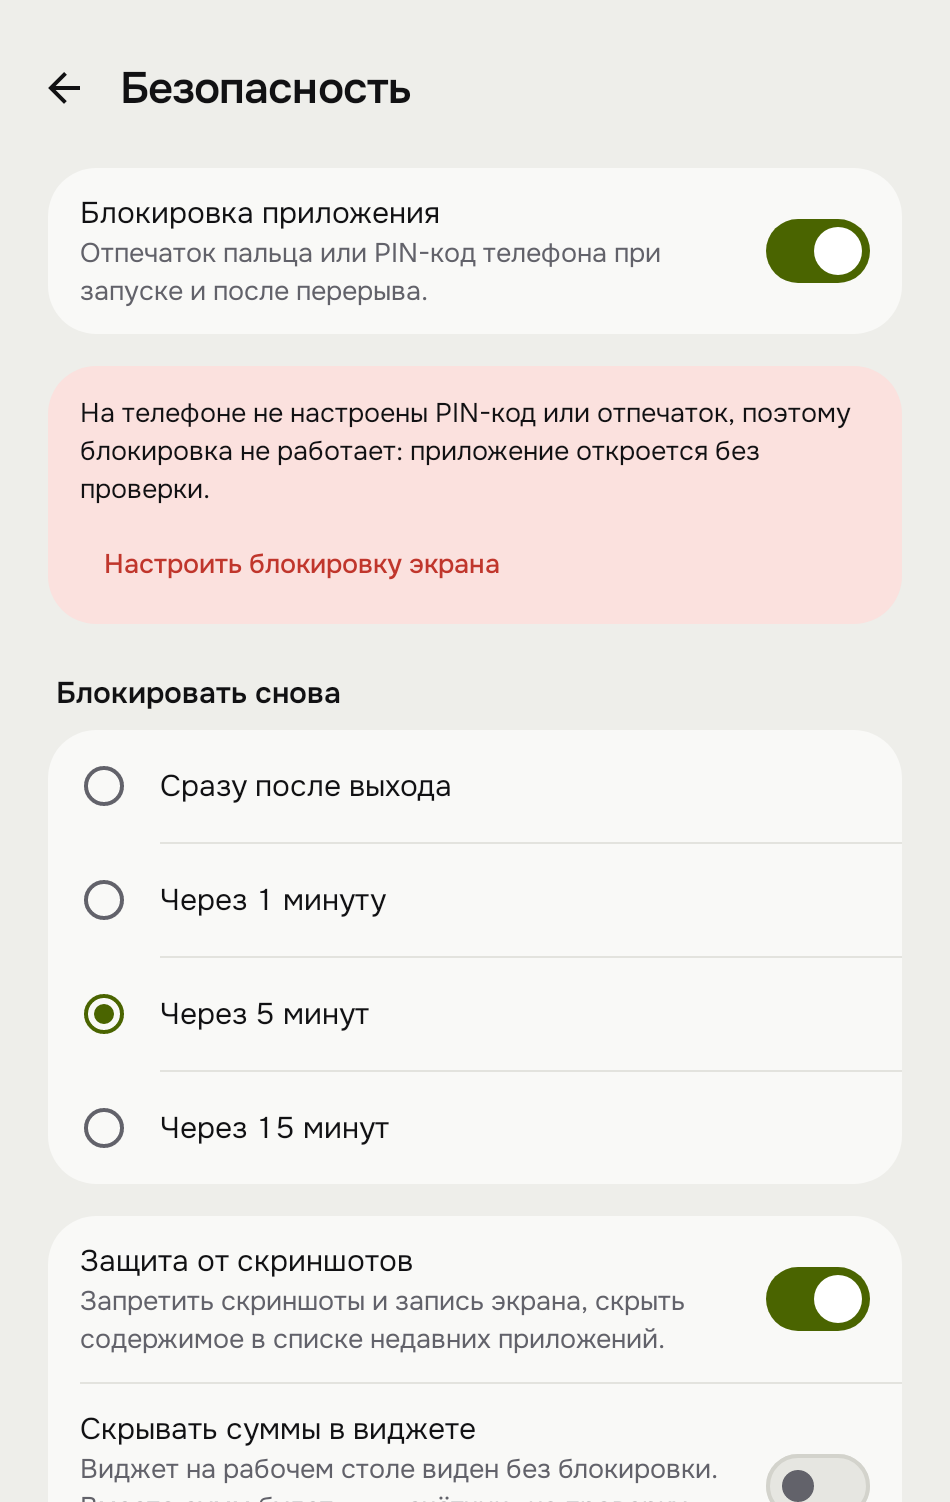 Безопасность
Блокировка приложения
Отпечаток пальца или PIN-код телефона при
запуске и после перерыва.
На телефоне не настроены PIN-код или отпечаток, поэтому
блокировка не работает: приложение откроется без
проверки.
Настроить блокировку экрана
Блокировать снова
Сразу после выхода
Через 1 минуту
Через 5 минут
Через 15 минут
Защита от скриншотов
Запретить скриншоты и запись экрана, скрыть
содержимое в списке недавних приложений.
Скрывать суммы в виджете
Виджет на рабочем столе виден без блокировки.